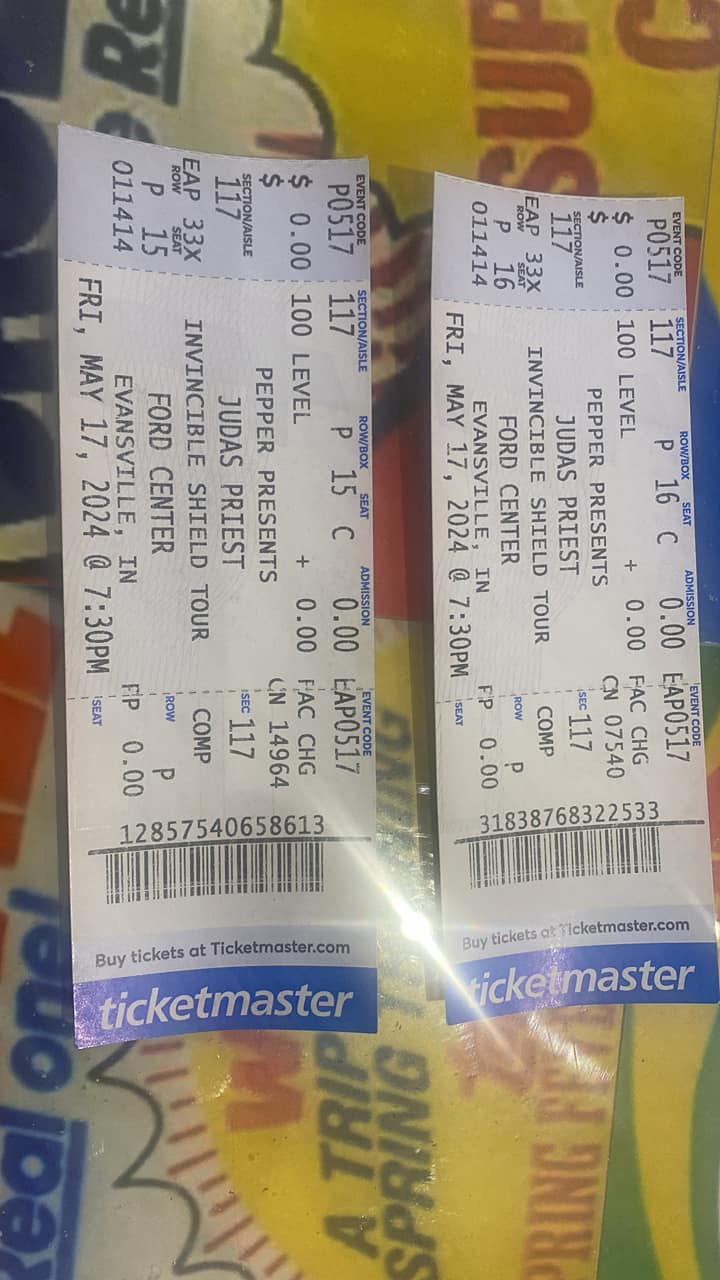 EVENT CODE
P0517
$ 0.00
$
SECTION/AISLE
117
EAP 33X
ROW SEAT
P 15
011414
SECTION/AISLE ROW/BOX SEAT ADMISSION
117 P 15 C 0.00
100 LEVEL + 0.00
PEPPER PRESENTS
JUDAS PRIEST
INVINCIBLE SHIELD TOUR
FORD CENTER
EVANSVILLE, IN
FRI, MAY 17, 2024 @ 7:30PM
EVENT CODE
EAP0517
FAC CHG
CN 14964
SEC 117
COMP
ROW P
FP 0.00
SEAT
12857540658613
Buy tickets at Ticketmaster.com
ticketmaster
EVENT CODE
P0517
$ 0.00
$
SECTION/AISLE
117
EAP 33X
ROW SEAT
P 16
011414
SECTION/AISLE ROW/BOX SEAT ADMISSION
117 P 16 C 0.00
100 LEVEL + 0.00
PEPPER PRESENTS
JUDAS PRIEST
INVINCIBLE SHIELD TOUR
FORD CENTER
EVANSVILLE, IN
FRI, MAY 17, 2024 @ 7:30PM
EVENT CODE
EAP0517
FAC CHG
CN 07540
SEC 117
COMP
ROW P
FP 0.00
SEAT
31838768322533
Buy tickets at Ticketmaster.com
ticketmaster
SUP
Real one!
A TRIP
SPRING